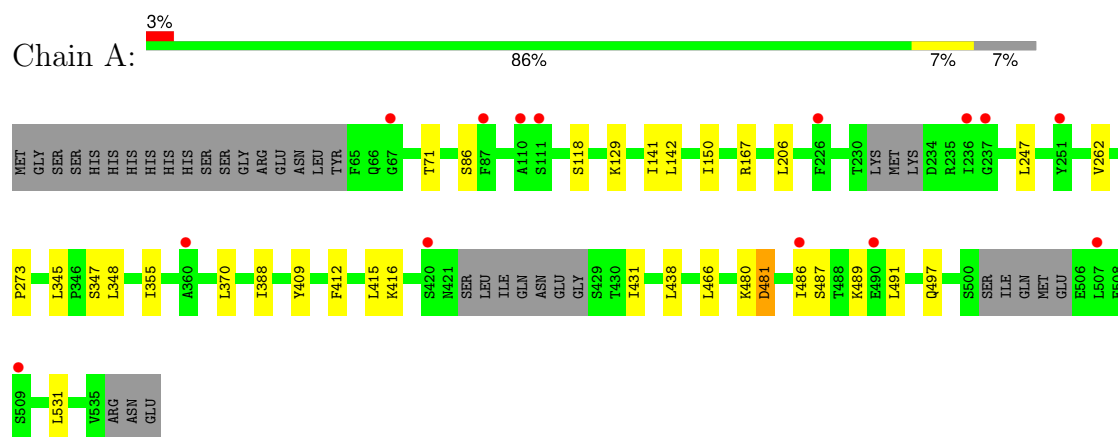 3%
Chain A:
86% 7% 7%
MET GLY SER SER HIS HIS HIS HIS HIS HIS SER SER GLY ARG GLU ASN LEU TYR F65 Q66 G67 T71 S86 F87 A110 S111 S118 K129 I141 L142 I150 R167 L206 F226 T230 LYS MET LYS D234 R235 I236 G237 L247 Y251 V262
P273 L345 P346 S347 L348 I355 A360 L370 I388 Y409 F412 L415 K416 S420 N421 SER LEU ILE GLN ASN GLU GLY S429 T430 I431 L438 L466 K480 D481 I486 S487 T488 K489 E490 L491 Q497 S500 SER ILE GLN MET GLU E506 L507 E508
S509 L531 V535 ARG ASN GLU